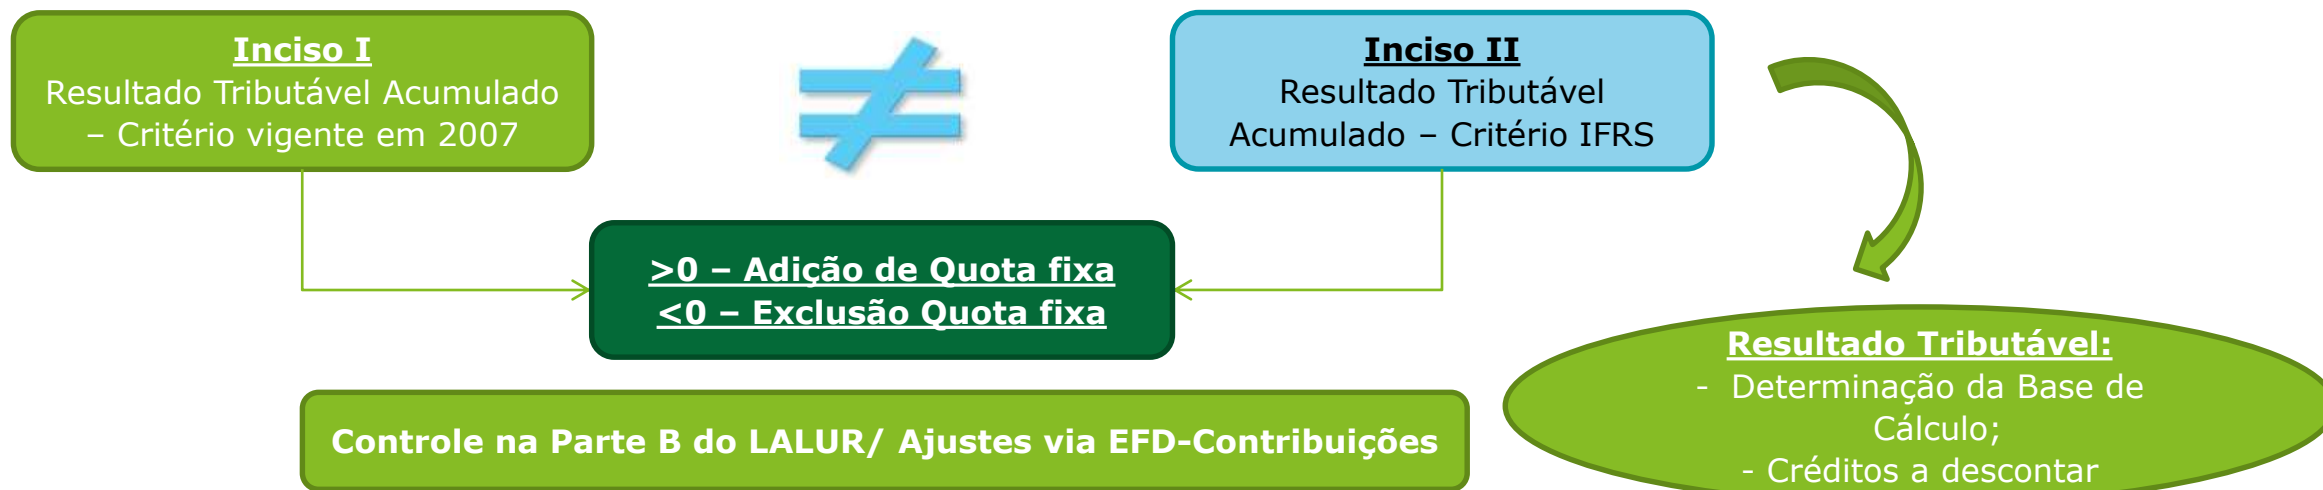 Inciso I
Resultado Tributável Acumulado
– Critério vigente em 2007
Inciso II
Resultado Tributável
Acumulado – Critério IFRS
>0 – Adição de Quota fixa
<0 – Exclusão Quota fixa
Controle na Parte B do LALUR/ Ajustes via EFD-Contribuições
Resultado Tributável:
- Determinação da Base de
Cálculo;
- Créditos a descontar